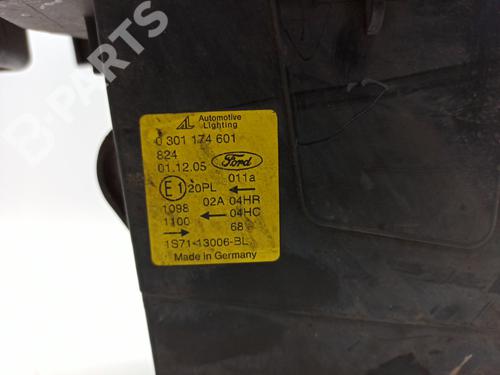 B-PARTS
AL Automotive
Lighting
0 301 174 601
824
01.12.05 Ford
011a
E1 20PL
02A 04HR
1098
1100 04HC
68
1S71-13006-BL
Made in Germany